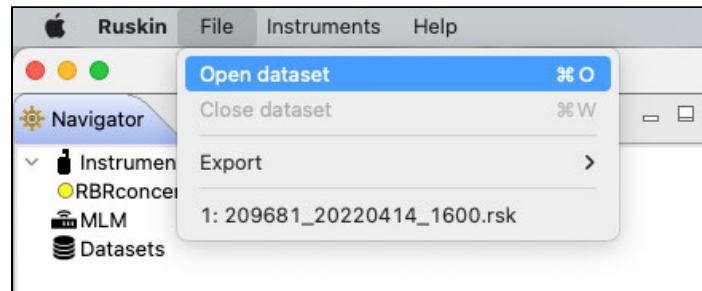 Ruskin File Instruments Help
Open dataset ⌘O
Close dataset ⌘W
Navigator
Export
1: 209681_20220414_1600.rsk
Instrumen
RBRconcer
MLM
Datasets